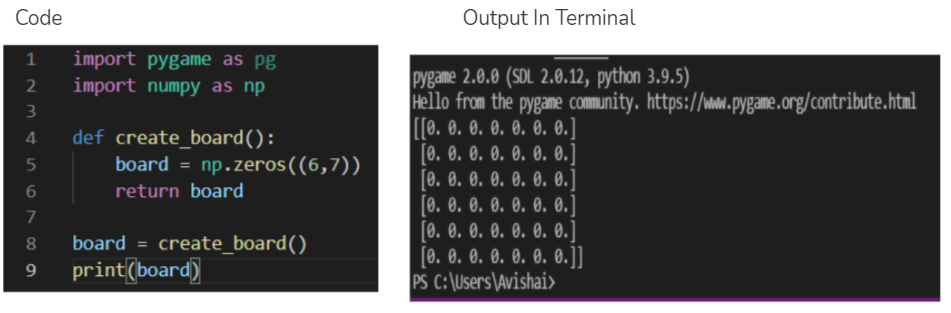 Code
Output In Terminal
1 import pygame as pg
2 import numpy as np
3
4 def create_board():
5     board = np.zeros((6,7))
6     return board
7
8 board = create_board()
9 print(board)
pygame 2.0.0 (SDL 2.0.12, python 3.9.5)
Hello from the pygame community. https://www.pygame.org/contribute.html
[[0. 0. 0. 0. 0. 0. 0.]
 [0. 0. 0. 0. 0. 0. 0.]
 [0. 0. 0. 0. 0. 0. 0.]
 [0. 0. 0. 0. 0. 0. 0.]
 [0. 0. 0. 0. 0. 0. 0.]
 [0. 0. 0. 0. 0. 0. 0.]]
PS C:\Users\Avishai>